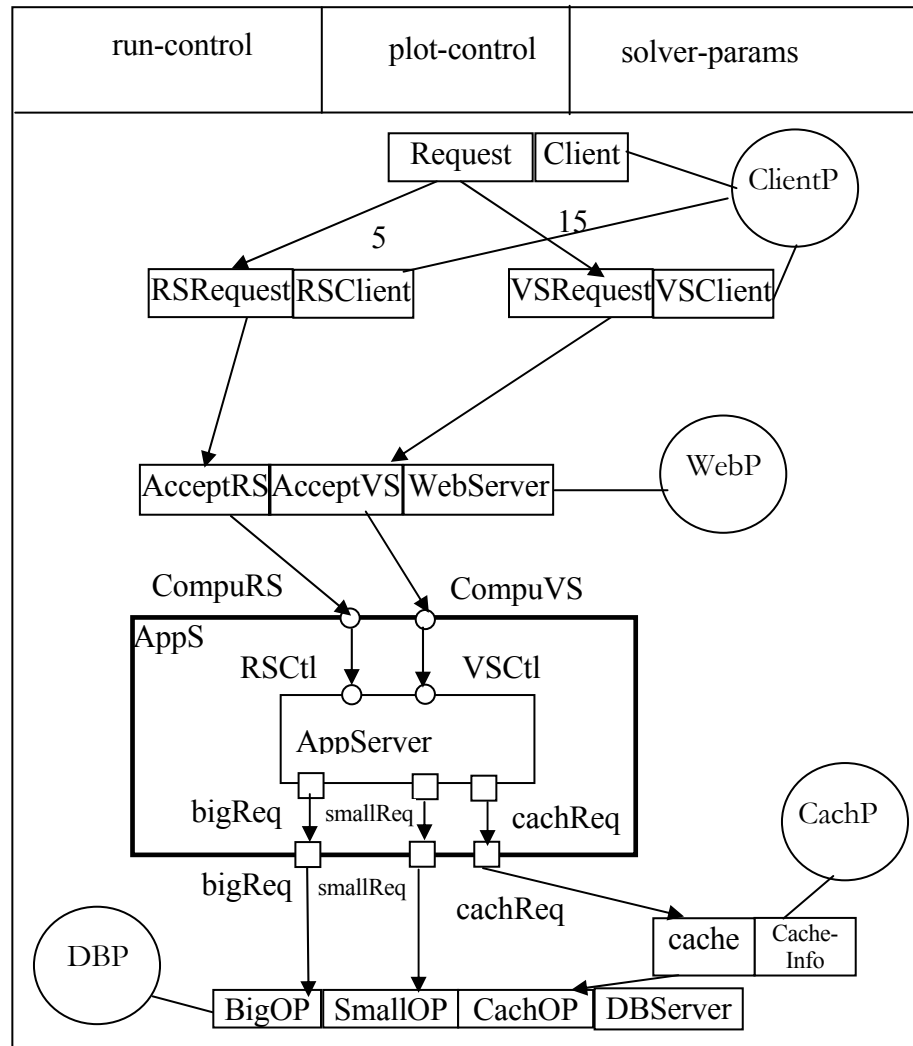 run-control plot-control solver-params
Request Client
ClientP
5 15
RSRequest RSClient VSRequest VSClient
WebP
AcceptRS AcceptVS WebServer
CompuRS CompuVS
AppS
RSCtl VSCtl
AppServer
bigReq smallReq cachReq
CachP
bigReq smallReq cachReq
cache Cache-
Info
DBP
BigOP SmallOP CachOP DBServer